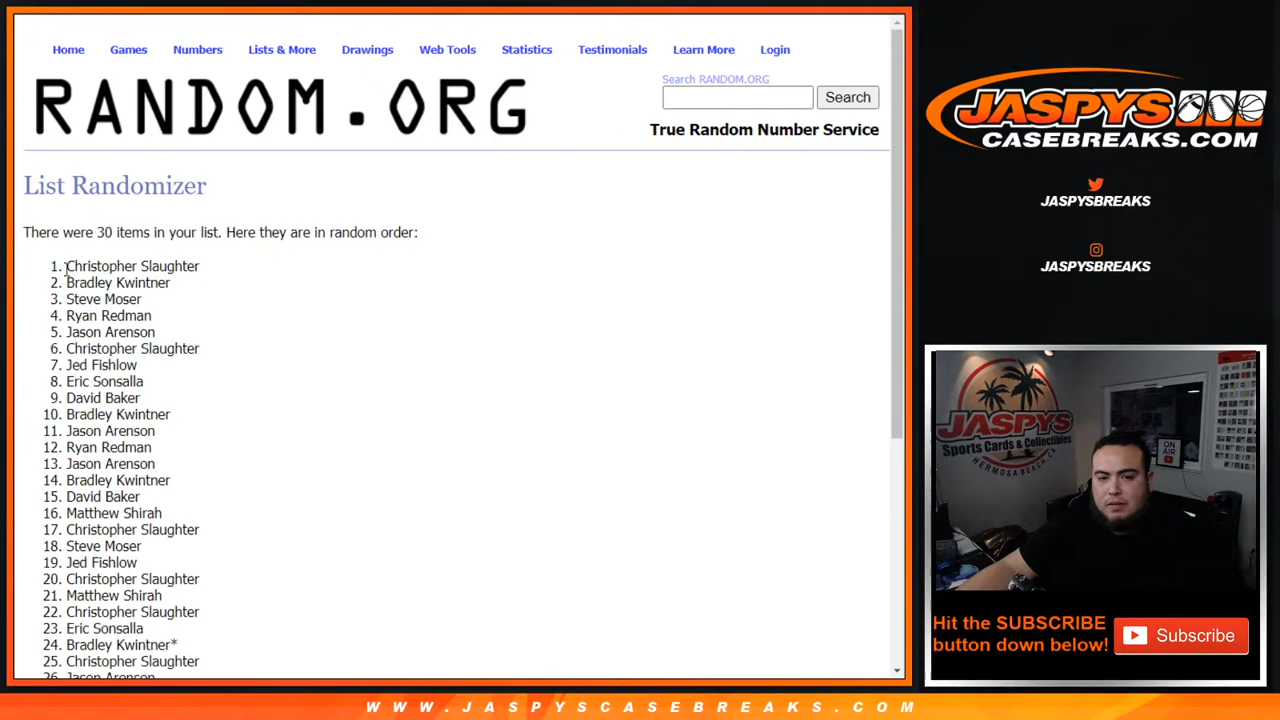 Home Games Numbers Lists & More Drawings Web Tools Statistics Testimonials Learn More Login
RANDOM.ORG
Search RANDOM.ORG
Search
True Random Number Service
List Randomizer
There were 30 items in your list. Here they are in random order:
1. Christopher Slaughter
2. Bradley Kwintner
3. Steve Moser
4. Ryan Redman
5. Jason Arenson
6. Christopher Slaughter
7. Jed Fishlow
8. Eric Sonsalla
9. David Baker
10. Bradley Kwintner
11. Jason Arenson
12. Ryan Redman
13. Jason Arenson
14. Bradley Kwintner
15. David Baker
16. Matthew Shirah
17. Christopher Slaughter
18. Steve Moser
19. Jed Fishlow
20. Christopher Slaughter
21. Matthew Shirah
22. Christopher Slaughter
23. Eric Sonsalla
24. Bradley Kwintner*
25. Christopher Slaughter
26. Jason Arenson
JASPYS
CASEBREAKS.COM
JASPYSBREAKS
JASPYSBREAKS
JASPYS
Sports Cards & Collectibles
HERMOSA BEACH, CA
ON AIR
Hit the SUBSCRIBE
button down below!
Subscribe
WWW.JASPYSCASEBREAKS.COM